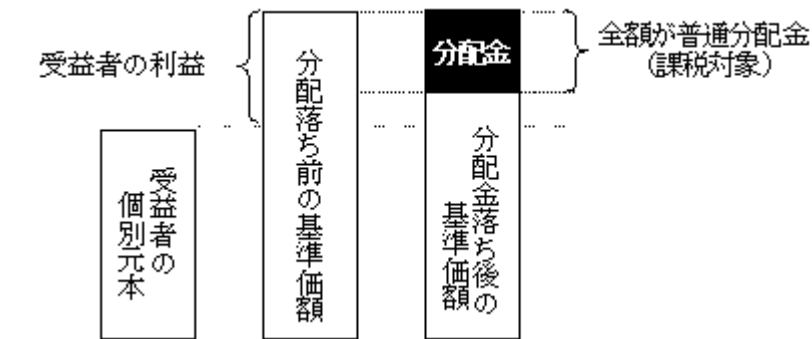 受益者の利益
分配落ち前の基準価額
分配金
全額が普通分配金
(課税対象)
受益者の
個別元本
分配金落ち後の
基準価額